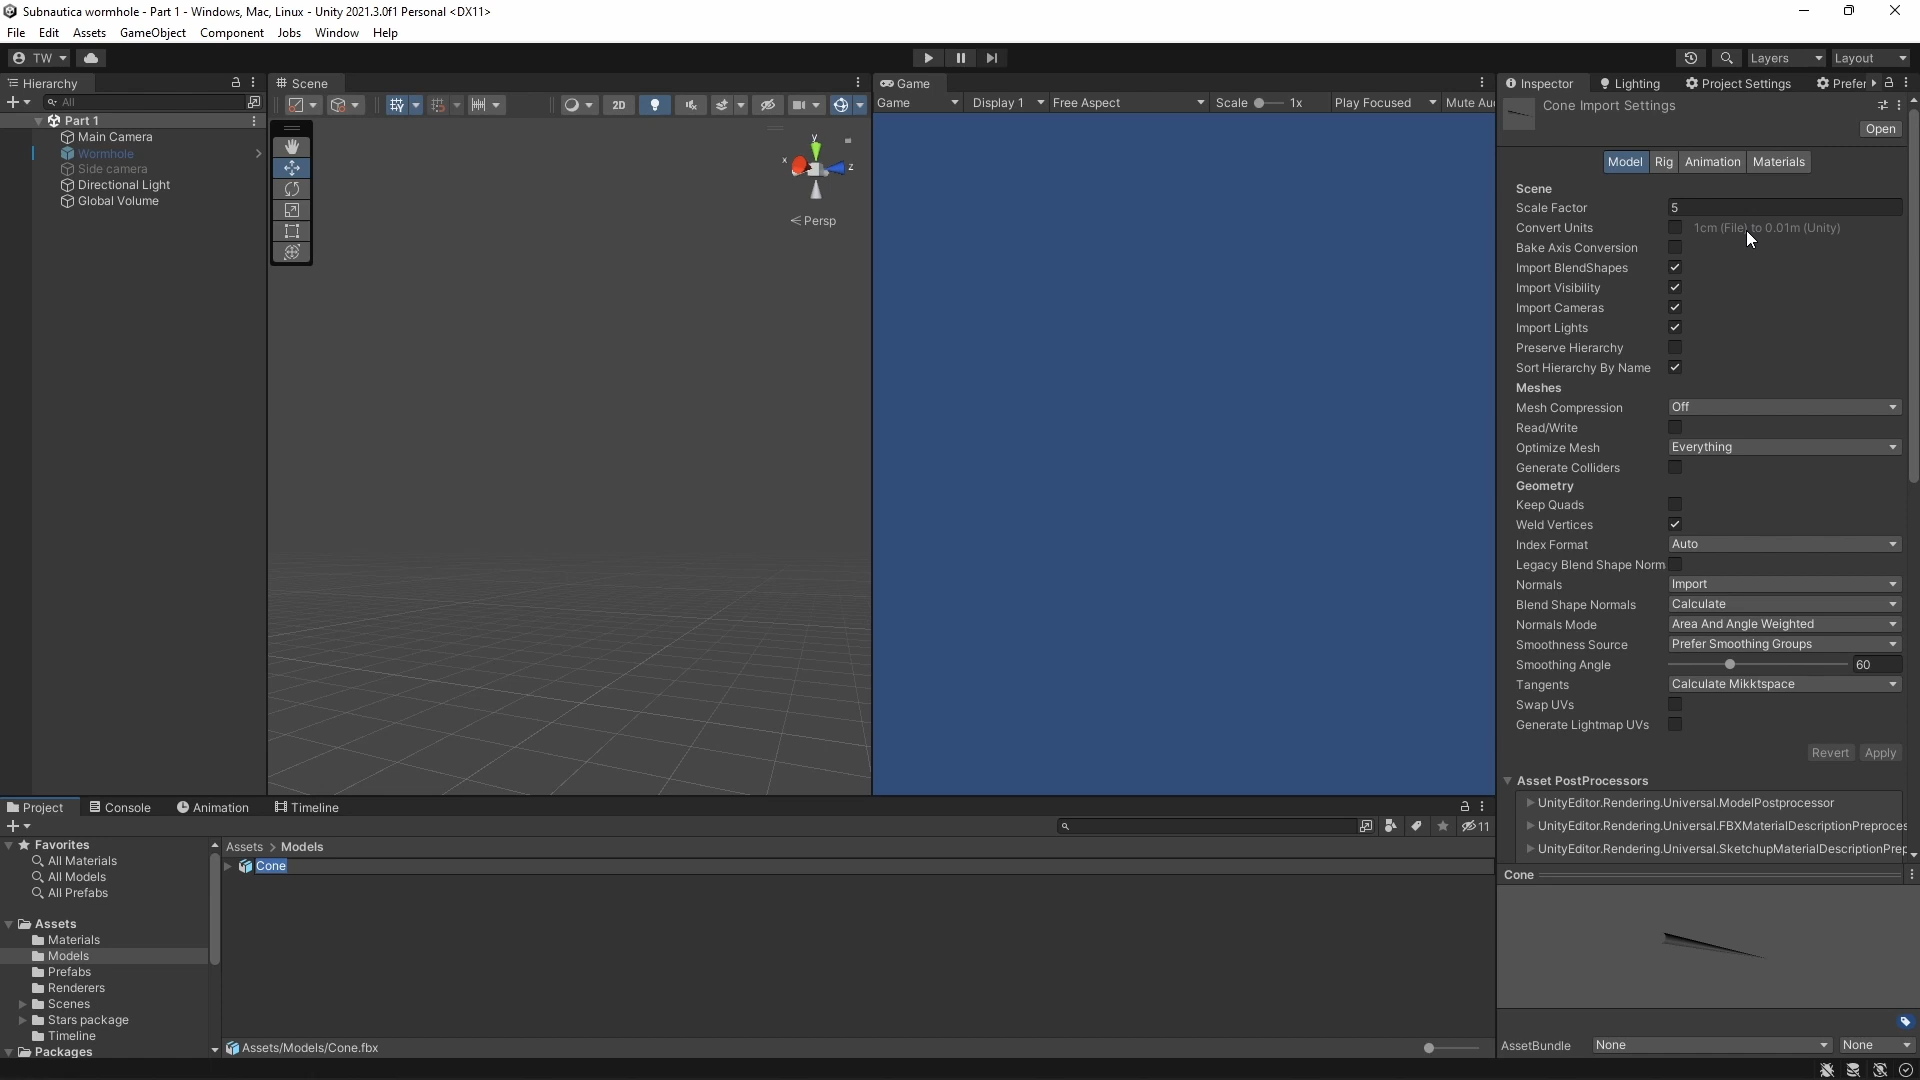 Subnautica wormhole - Part 1 - Windows, Mac, Linux - Unity 2021.3.0f1 Personal <DX11>
File Edit Assets GameObject Component Jobs Window Help
TW Layers Layout
Hierarchy
All
Part 1
Main Camera
Wormhole
Side camera
Directional Light
Global Volume
Scene
2D
y
x
z
Persp
Game
Game Display 1 Free Aspect Scale 1x Play Focused Mute Au
Inspector Lighting Project Settings Prefer
Cone Import Settings
Open
Model Rig Animation Materials
Scene
Scale Factor 5
Convert Units 1cm (File) to 0.01m (Unity)
Bake Axis Conversion
Import BlendShapes
Import Visibility
Import Cameras
Import Lights
Preserve Hierarchy
Sort Hierarchy By Name
Meshes
Mesh Compression Off
Read/Write
Optimize Mesh Everything
Generate Colliders
Geometry
Keep Quads
Weld Vertices
Index Format Auto
Legacy Blend Shape Norm
Normals Import
Blend Shape Normals Calculate
Normals Mode Area And Angle Weighted
Smoothness Source Prefer Smoothing Groups
Smoothing Angle 60
Tangents Calculate Mikktspace
Swap UVs
Generate Lightmap UVs
Revert Apply
Asset PostProcessors
UnityEditor.Rendering.Universal.ModelPostprocessor
UnityEditor.Rendering.Universal.FBXMaterialDescriptionPreproces
UnityEditor.Rendering.Universal.SketchupMaterialDescriptionPrep
Cone
AssetBundle None None
Project Console Animation Timeline
11
Favorites
All Materials
All Models
All Prefabs
Assets
Materials
Models
Prefabs
Renderers
Scenes
Stars package
Timeline
Packages
Assets > Models
Cone
Assets/Models/Cone.fbx